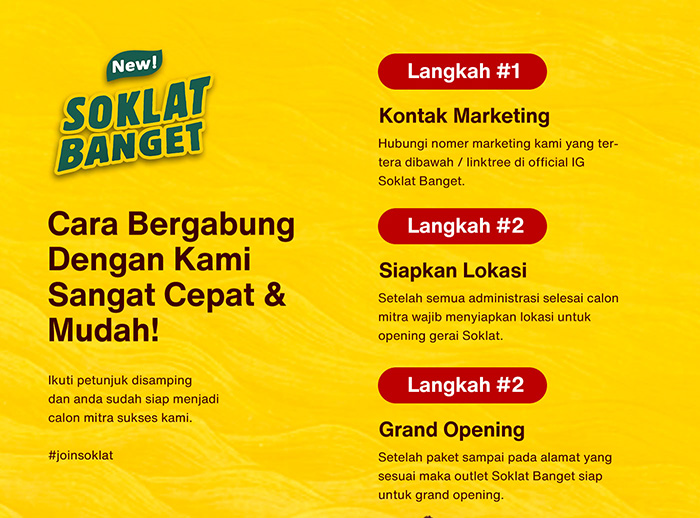 New!
SOKLAT
BANGET
Cara Bergabung
Dengan Kami
Sangat Cepat &
Mudah!
Ikuti petunjuk disamping
dan anda sudah siap menjadi
calon mitra sukses kami.
#joinsoklat
Langkah #1
Kontak Marketing
Hubungi nomer marketing kami yang ter-
tera dibawah / linktree di official IG
Soklat Banget.
Langkah #2
Siapkan Lokasi
Setelah semua administrasi selesai calon
mitra wajib menyiapkan lokasi untuk
opening gerai Soklat.
Langkah #2
Grand Opening
Setelah paket sampai pada alamat yang
sesuai maka outlet Soklat Banget siap
untuk grand opening.